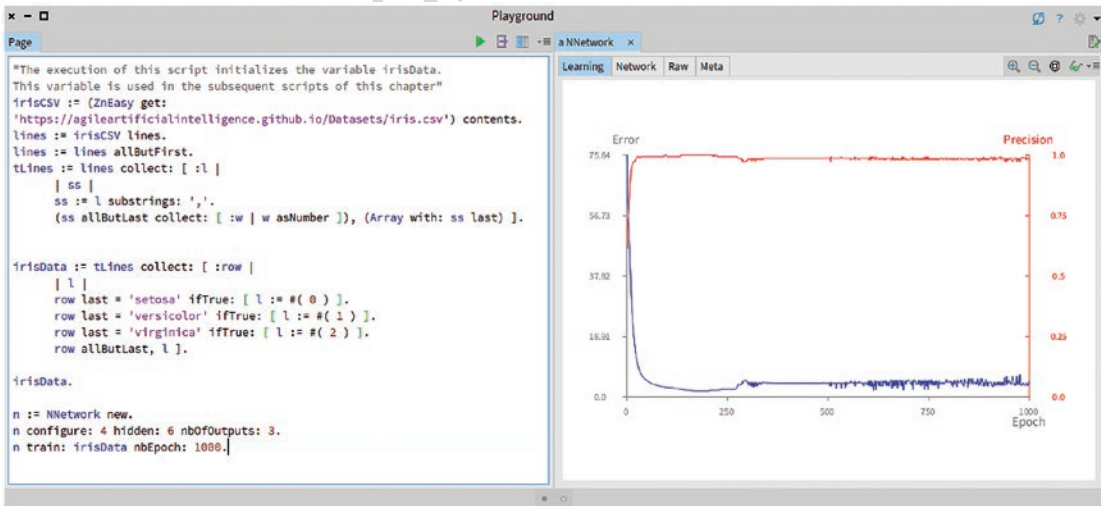 Playground
Page
a NNetwork ×
"The execution of this script initializes the variable irisData.
This variable is used in the subsequent scripts of this chapter"
irisCSV := (ZnEasy get:
'https://agileartificialintelligence.github.io/Datasets/iris.csv') contents.
lines := irisCSV lines.
lines := lines allButFirst.
tLines := lines collect: [ :l |
| ss |
ss := l substrings: ','.
(ss allButLast collect: [ :w | w asNumber ]), (Array with: ss last) ].
irisData := tLines collect: [ :row |
| l |
row last = 'setosa' ifTrue: [ l := #( 0 ) ].
row last = 'versicolor' ifTrue: [ l := #( 1 ) ].
row last = 'virginica' ifTrue: [ l := #( 2 ) ].
row allButLast, l ].
irisData.
n := NNetwork new.
n configure: 4 hidden: 6 nbOfOutputs: 3.
n train: irisData nbEpoch: 1000.
Learning Network Raw Meta
Error Precision
75.64 1.0
56.73 0.75
37.82 0.5
18.91 0.25
0.0 0.0
0 250 500 750 1000
Epoch